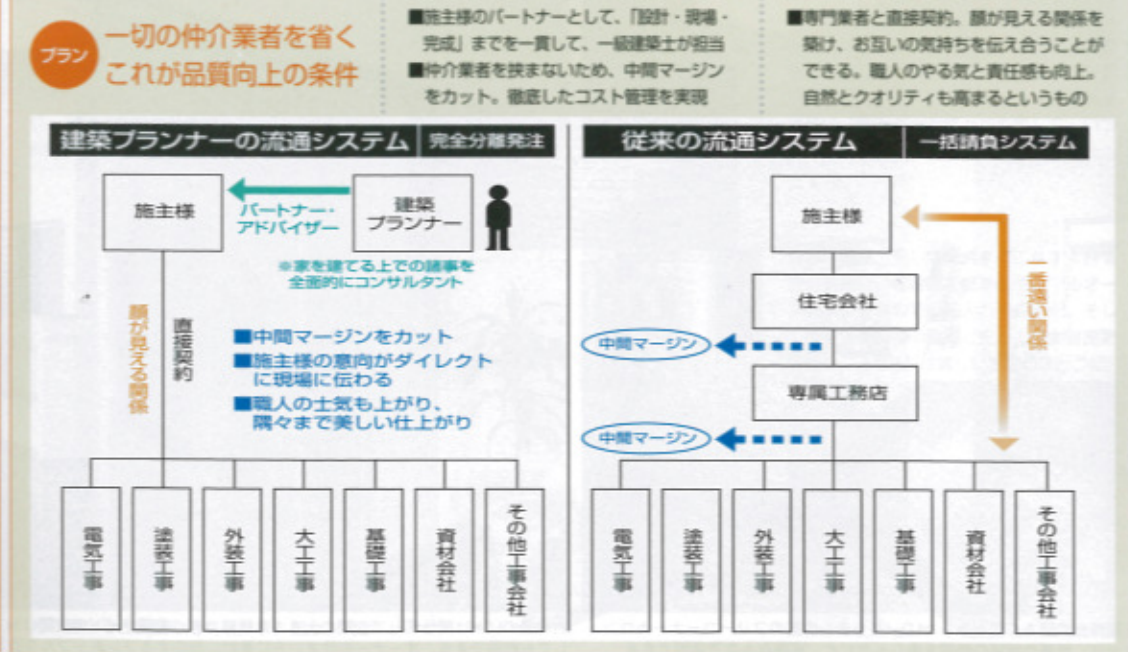 プラン
一切の仲介業者を省く
これが品質向上の条件
■施主様のパートナーとして、「設計・現場・
完成」までを一貫して、一級建築士が担当
■仲介業者を挟まないため、中間マージン
をカット。徹底したコスト管理を実現
■専門業者と直接契約。顔が見える関係を
築け、お互いの気持ちを伝え合うことが
できる。職人のやる気と責任感も向上。
自然とクオリティも高まるというもの
建築プランナーの流通システム 完全分離発注
施主様
パートナー・
アドバイザー
建築
プランナー
※家を建てる上での諸事を
全面的にコンサルタント
顔が見える関係
直接契約
■中間マージンをカット
■施主様の意向がダイレクト
に現場に伝わる
■職人の士気も上がり、
隅々まで美しい仕上がり
電気工事
塗装工事
外装工事
大工工事
基礎工事
資材会社
その他工事会社
従来の流通システム 一括請負システム
施主様
住宅会社
中間マージン
専属工務店
中間マージン
一番遠い関係
電気工事
塗装工事
外装工事
大工工事
基礎工事
資材会社
その他工事会社